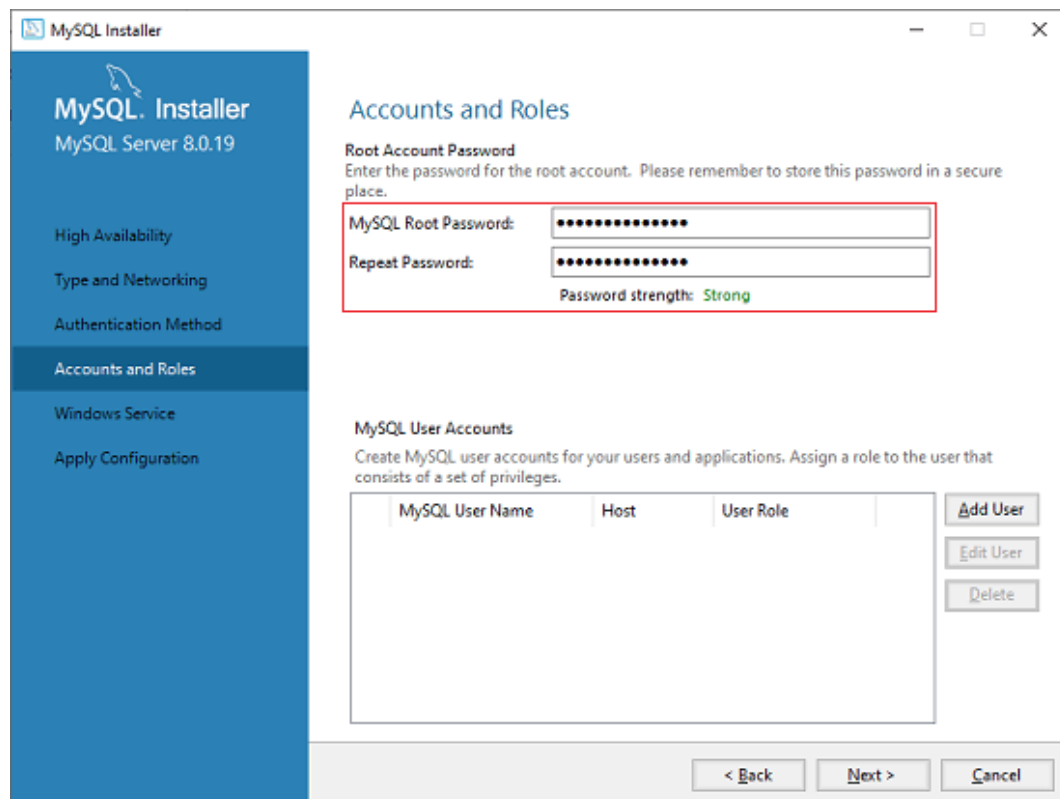 MySQL Installer
MySQL. Installer
MySQL Server 8.0.19
High Availability
Type and Networking
Authentication Method
Accounts and Roles
Windows Service
Apply Configuration
Accounts and Roles
Root Account Password
Enter the password for the root account.  Please remember to store this password in a secure
place.
MySQL Root Password: ●●●●●●●●●●●●●●
Repeat Password: ●●●●●●●●●●●●●●
Password strength: Strong
MySQL User Accounts
Create MySQL user accounts for your users and applications. Assign a role to the user that
consists of a set of privileges.
MySQL User Name Host User Role
Add User
Edit User
Delete
< Back Next > Cancel